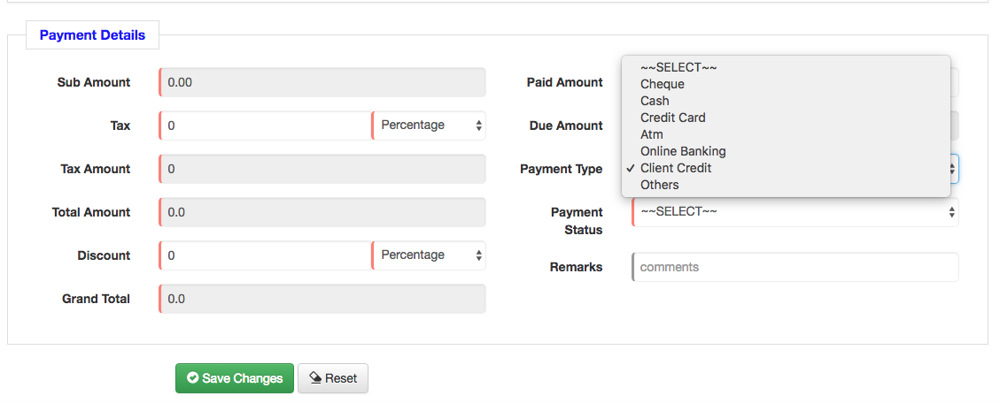 Payment Details
Sub Amount 0.00
Tax 0 Percentage
Tax Amount 0
Total Amount 0.0
Discount 0 Percentage
Grand Total 0.0
Paid Amount
Due Amount
Payment Type
~~SELECT~~
Cheque
Cash
Credit Card
Atm
Online Banking
✓ Client Credit
Others
Payment
Status
~~SELECT~~
Remarks comments
Save Changes Reset